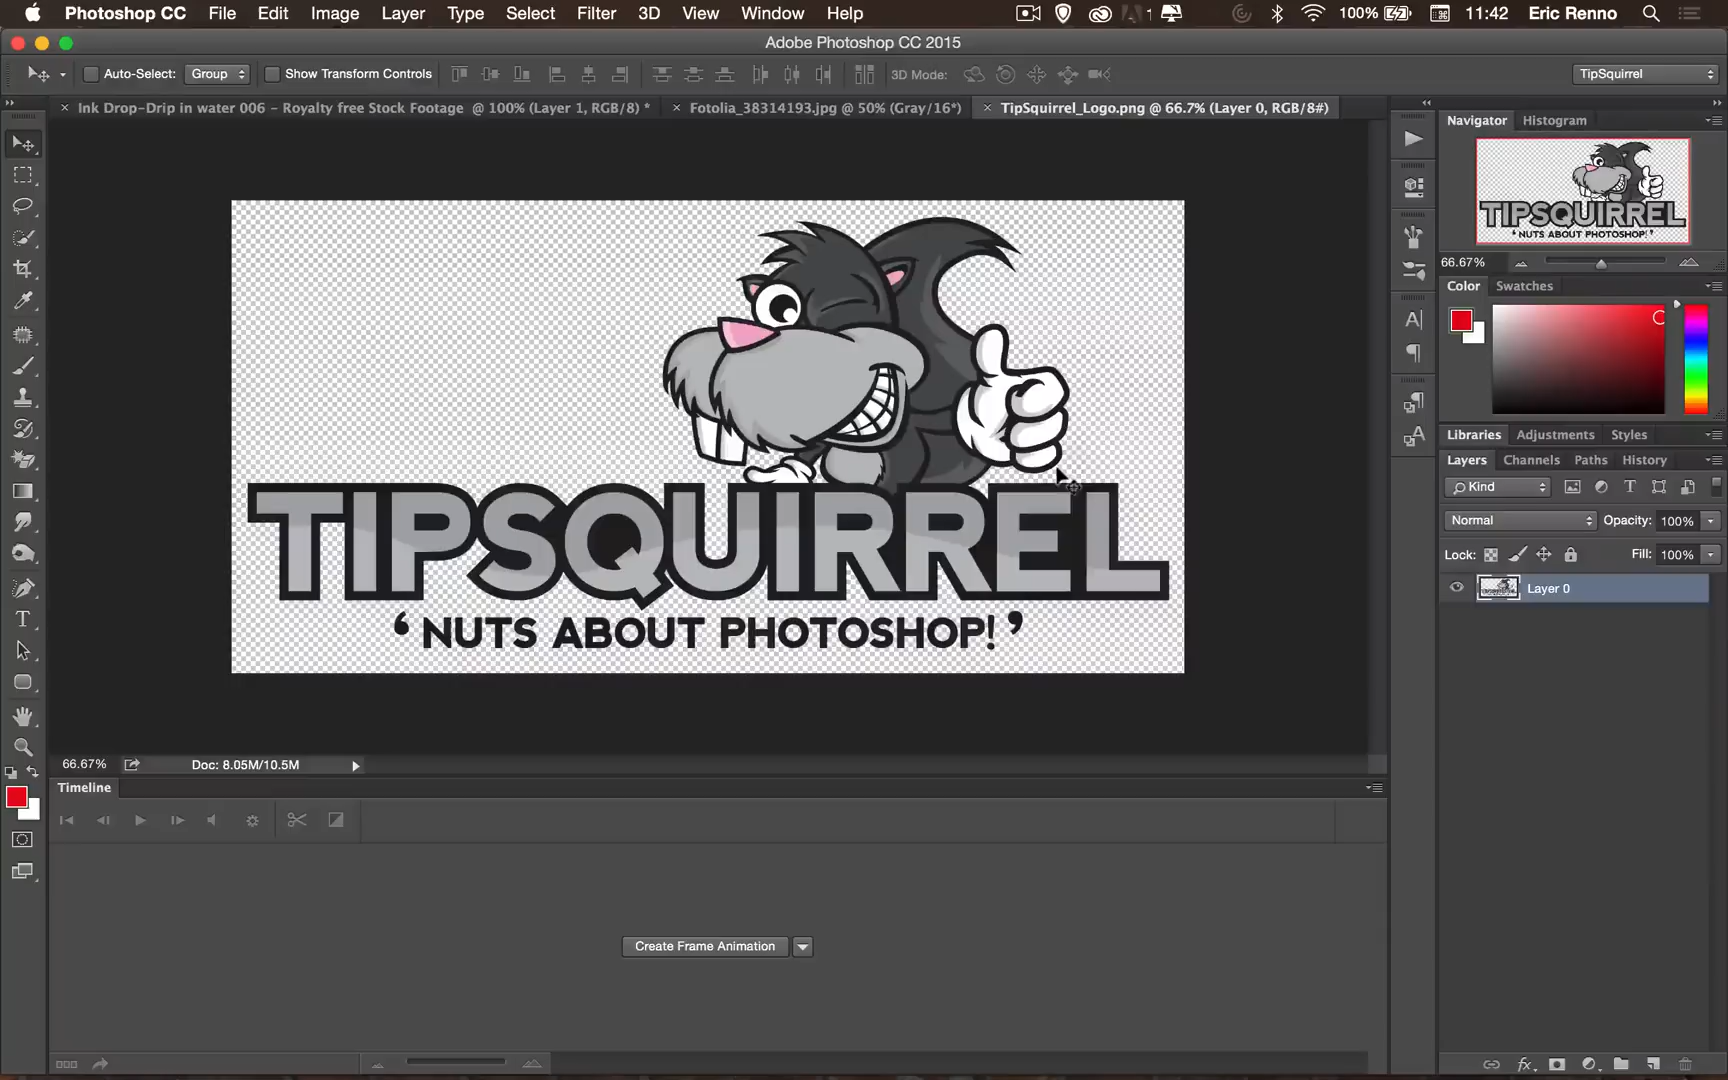 Photoshop CC File Edit Image Layer Type Select Filter 3D View Window Help 1 100% 11:42 Eric Renno
Adobe Photoshop CC 2015
Auto-Select: Group Show Transform Controls 3D Mode: TipSquirrel
Ink Drop-Drip in water 006 - Royalty free Stock Footage @ 100% (Layer 1, RGB/8) * Fotolia_38314193.jpg @ 50% (Gray/16*) TipSquirrel_Logo.png @ 66.7% (Layer 0, RGB/8#)
Navigator Histogram
TIPSQUIRREL
‘NUTS ABOUT PHOTOSHOP!’
66.67%
Color Swatches
Libraries Adjustments Styles
Layers Channels Paths History
Kind
Normal Opacity: 100%
Lock: Fill: 100%
Layer 0
TIPSQUIRREL
‘NUTS ABOUT PHOTOSHOP!’
66.67% Doc: 8.05M/10.5M
Timeline
Create Frame Animation